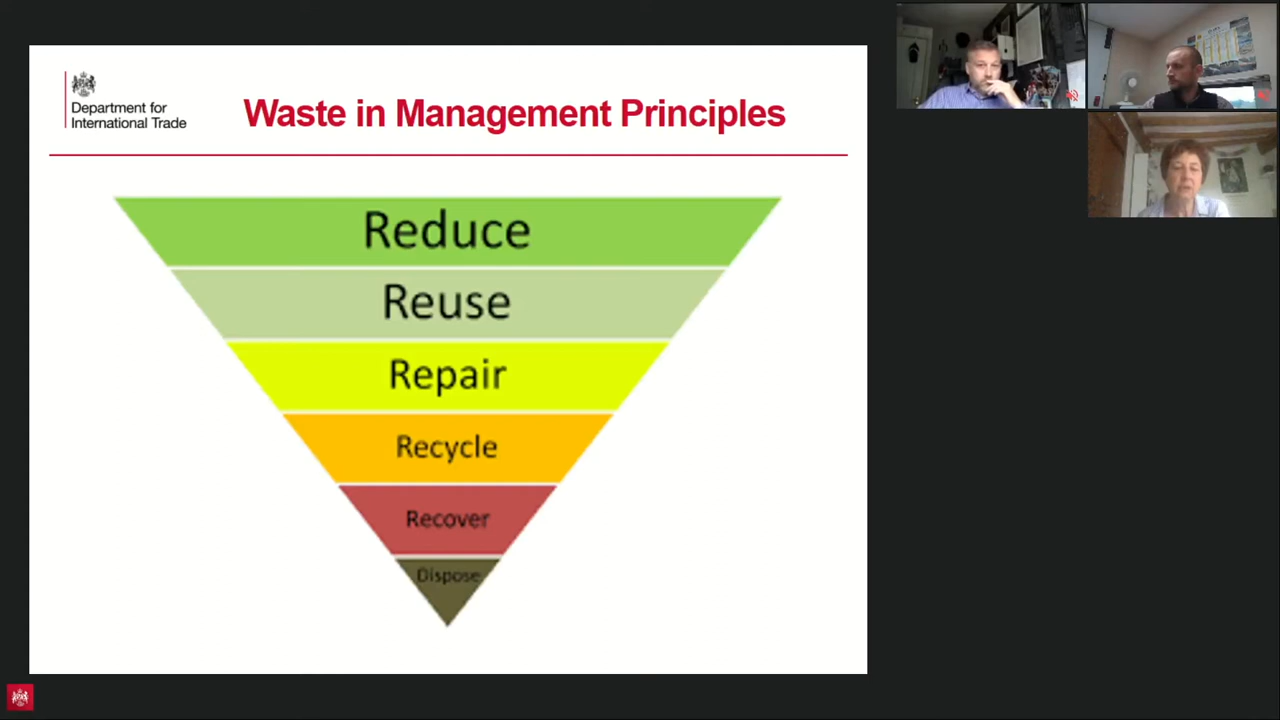 Department for
International Trade
Waste in Management Principles
Reduce
Reuse
Repair
Recycle
Recover
Dispose